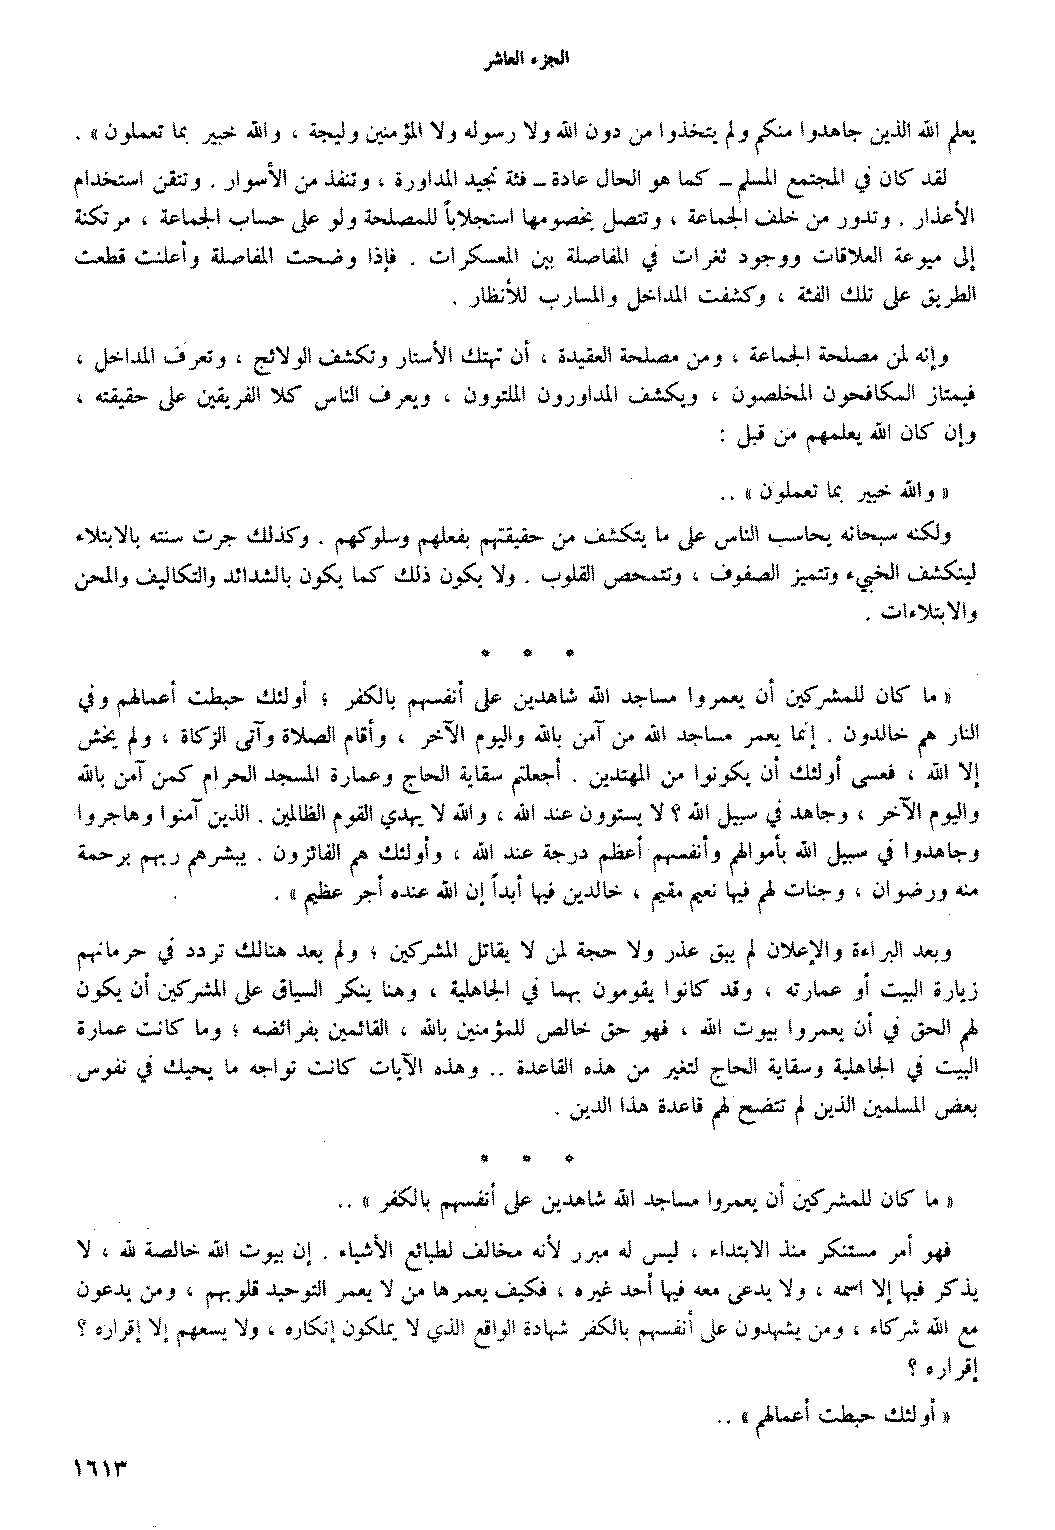 الجزء العاشر
يعلم الله الذين جاهدوا منكم ولم يتخذوا من دون الله ولا رسوله ولا المؤمنين وليجة ، والله خبير بما تعملون » .
لقد كان في المجتمع المسلم – كما هو الحال عادة – فئة تجيد المداورة ، وتنفذ من الأسوار . وتتقن استخدام
الأعذار . وتدور من خلف الجماعة ، وتتصل بخصومها استجلاباً للمصلحة ولو على حساب الجماعة ، مرتكنة
إلى ميوعة العلاقات ووجود ثغرات في المفاصلة بين المعسكرات . فإذا وضحت المفاصلة وأعلنت قطعت
الطريق على تلك الفئة ، وكشفت المداخل والمسارب للأنظار .
وإنه لمن مصلحة الجماعة ، ومن مصلحة العقيدة ، أن تهتك الأستار وتكشف الولائج ، وتعرف المداخل ،
فيمتاز المكافحون المخلصون ، ويكشف المداورون الملتوون ، ويعرف الناس كلا الفريقين على حقيقته ،
وإن كان الله يعلمهم من قبل :
« والله خبير بما تعملون » ..
ولكنه سبحانه يحاسب الناس على ما يتكشف من حقيقتهم بفعلهم وسلوكهم . وكذلك جرت سنته بالابتلاء
لينكشف الخبيء وتتميز الصفوف ، وتتمحص القلوب . ولا يكون ذلك كما يكون بالشدائد والتكاليف والمحن
والابتلاءات .
* * *
« ما كان للمشركين أن يعمروا مساجد الله شاهدين على أنفسهم بالكفر ؛ أولئك حبطت أعمالهم وفي
النار هم خالدون . إنما يعمر مساجد الله من آمن بالله واليوم الآخر ، وأقام الصلاة وآتى الزكاة ، ولم يخش
إلا الله ، فعسى أولئك أن يكونوا من المهتدين . أجعلتم سقاية الحاج وعمارة المسجد الحرام كمن آمن بالله
واليوم الآخر ، وجاهد في سبيل الله ؟ لا يستوون عند الله ، والله لا يهدي القوم الظالمين . الذين آمنوا وهاجروا
وجاهدوا في سبيل الله بأموالهم وأنفسهم أعظم درجة عند الله ، وأولئك هم الفائزون . يبشرهم ربهم برحمة
منه ورضوان ، وجنات لهم فيها نعيم مقيم ، خالدين فيها أبداً إن الله عنده أجر عظيم » .
وبعد البراءة والإعلان لم يبق عذر ولا حجة لمن لا يقاتل المشركين ؛ ولم يعد هنالك تردد في حرمانهم
زيارة البيت أو عمارته ، وقد كانوا يقومون بهما في الجاهلية ، وهنا ينكر السياق على المشركين أن يكون
لهم الحق في أن يعمروا بيوت الله ، فهو حق خالص للمؤمنين بالله ، القائمين بفرائضه ؛ وما كانت عمارة
البيت في الجاهلية وسقاية الحاج لتغير من هذه القاعدة .. وهذه الآيات كانت تواجه ما يحيك في نفوس
بعض المسلمين الذين لم تتضح لهم قاعدة هذا الدين .
* * *
« ما كان للمشركين أن يعمروا مساجد الله شاهدين على أنفسهم بالكفر » ..
فهو أمر مستنكر منذ الابتداء ، ليس له مبرر لأنه مخالف لطبائع الأشياء . إن بيوت الله خالصة لله ، لا
يذكر فيها إلا اسمه ، ولا يدعى معه فيها أحد غيره ، فكيف يعمرها من لا يعمر التوحيد قلوبهم ، ومن يدعون
مع الله شركاء ، ومن يشهدون على أنفسهم بالكفر شهادة الواقع الذي لا يملكون إنكاره ، ولا يسعهم إلا إقراره ؟
إقراره ؟
« أولئك حبطت أعمالهم » ..
١٦١٣